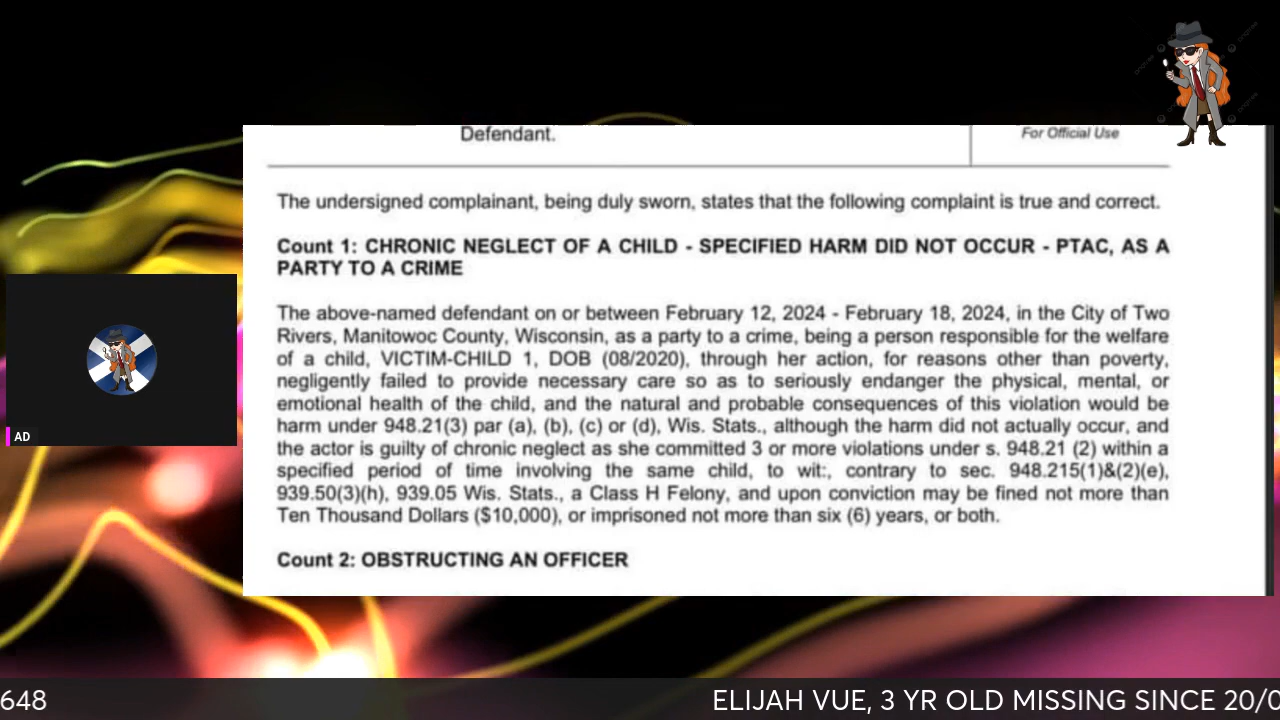 Defendant.
For Official Use
The undersigned complainant, being duly sworn, states that the following complaint is true and correct.
Count 1: CHRONIC NEGLECT OF A CHILD - SPECIFIED HARM DID NOT OCCUR - PTAC, AS A
PARTY TO A CRIME
The above-named defendant on or between February 12, 2024 - February 18, 2024, in the City of Two
Rivers, Manitowoc County, Wisconsin, as a party to a crime, being a person responsible for the welfare
of a child, VICTIM-CHILD 1, DOB (08/2020), through her action, for reasons other than poverty,
negligently failed to provide necessary care so as to seriously endanger the physical, mental, or
emotional health of the child, and the natural and probable consequences of this violation would be
harm under 948.21(3) par (a), (b), (c) or (d), Wis. Stats., although the harm did not actually occur, and
the actor is guilty of chronic neglect as she committed 3 or more violations under s. 948.21 (2) within a
specified period of time involving the same child, to wit:, contrary to sec. 948.215(1)&(2)(e),
939.50(3)(h), 939.05 Wis. Stats., a Class H Felony, and upon conviction may be fined not more than
Ten Thousand Dollars ($10,000), or imprisoned not more than six (6) years, or both.
Count 2: OBSTRUCTING AN OFFICER
AD
648
ELIJAH VUE, 3 YR OLD MISSING SINCE 20/0